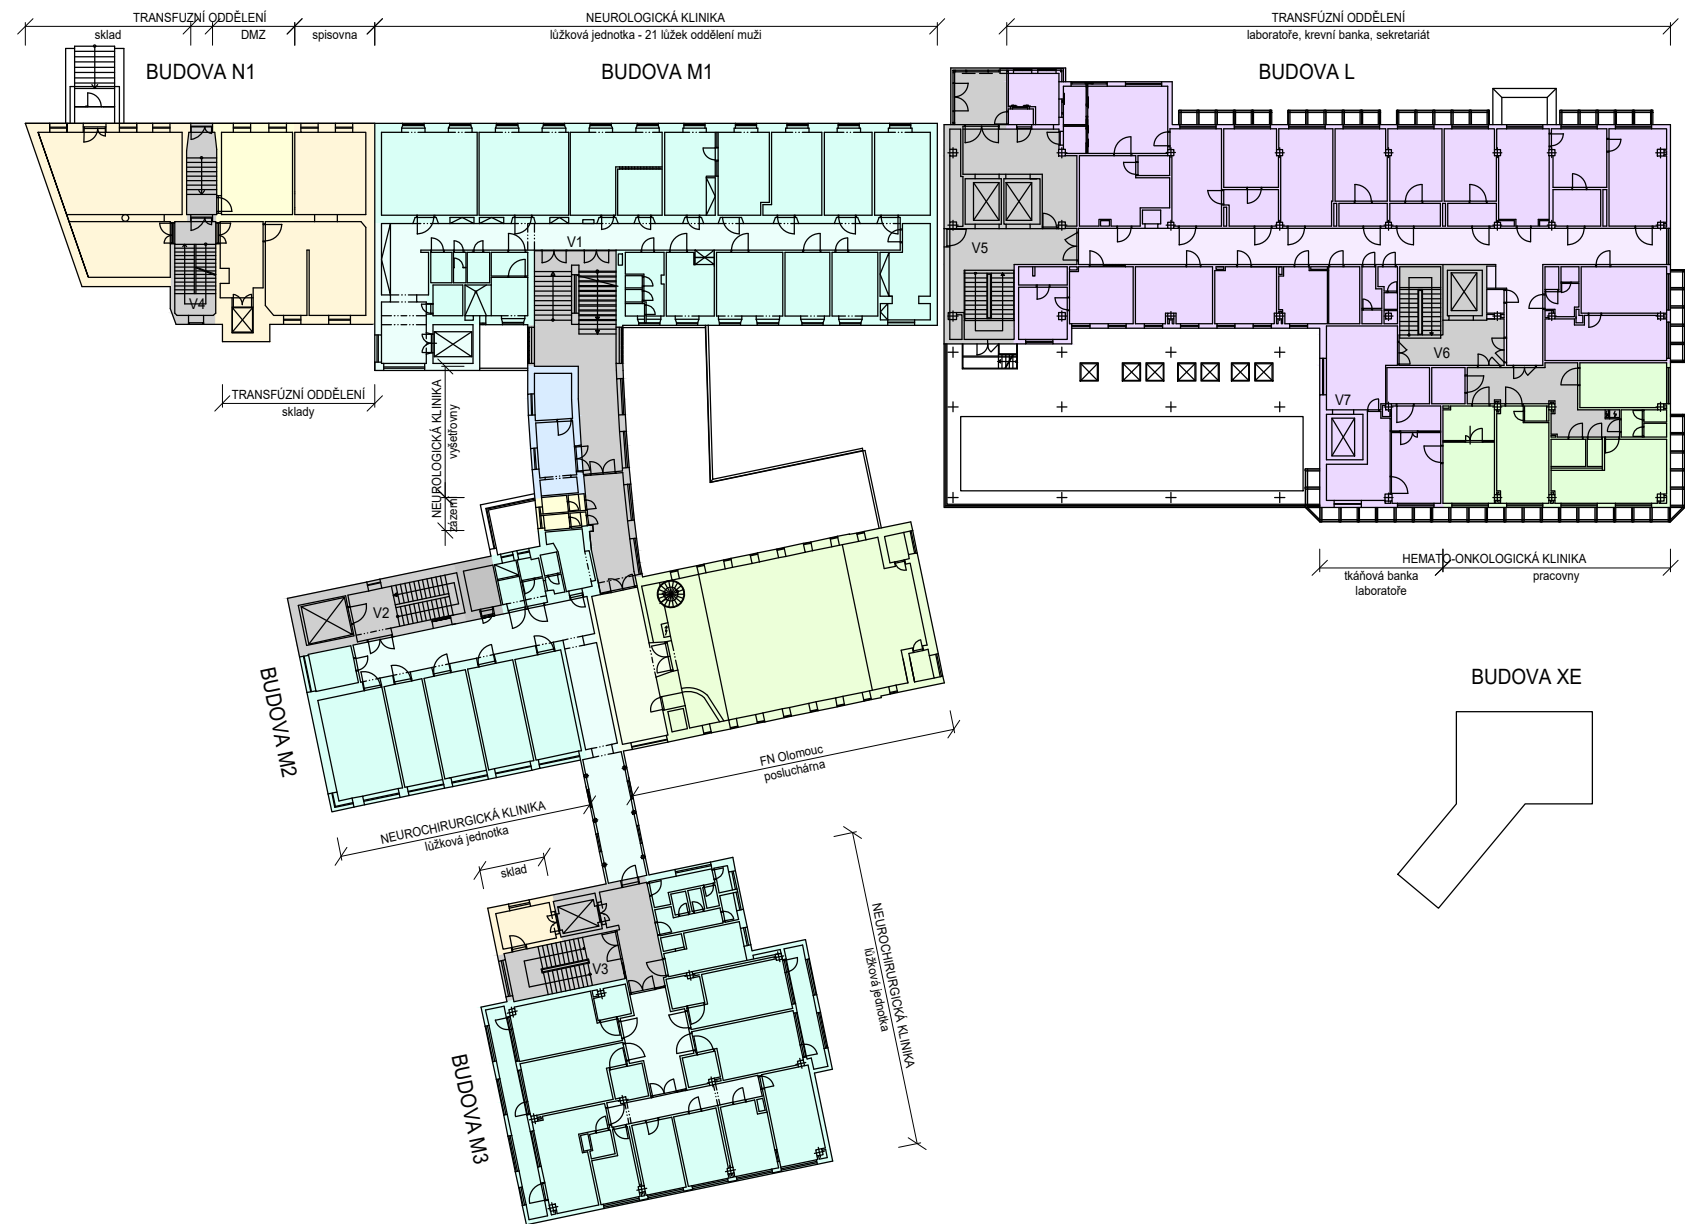 TRANSFUZNÍ ODDĚLENÍ
sklad
DMZ
spisovna
NEUROLOGICKÁ KLINIKA
lůžková jednotka - 21 lůžek oddělení muži
TRANSFÚZNÍ ODDĚLENÍ
laboratoře, krevní banka, sekretariát
BUDOVA N1
BUDOVA M1
BUDOVA L
V1
V5
V4
V6
V7
TRANSFÚZNÍ ODDĚLENÍ
sklady
NEUROLOGICKÁ KLINIKA
vyšetřovny
zázemí
HEMATO-ONKOLOGICKÁ KLINIKA
tkáňová banka
laboratoře
pracovny
V2
BUDOVA M2
BUDOVA XE
FN Olomouc
posluchárna
NEUROCHIRURGICKÁ KLINIKA
lůžková jednotka
sklad
NEUROCHIRURGICKÁ KLINIKA
lůžková jednotka
V3
BUDOVA M3